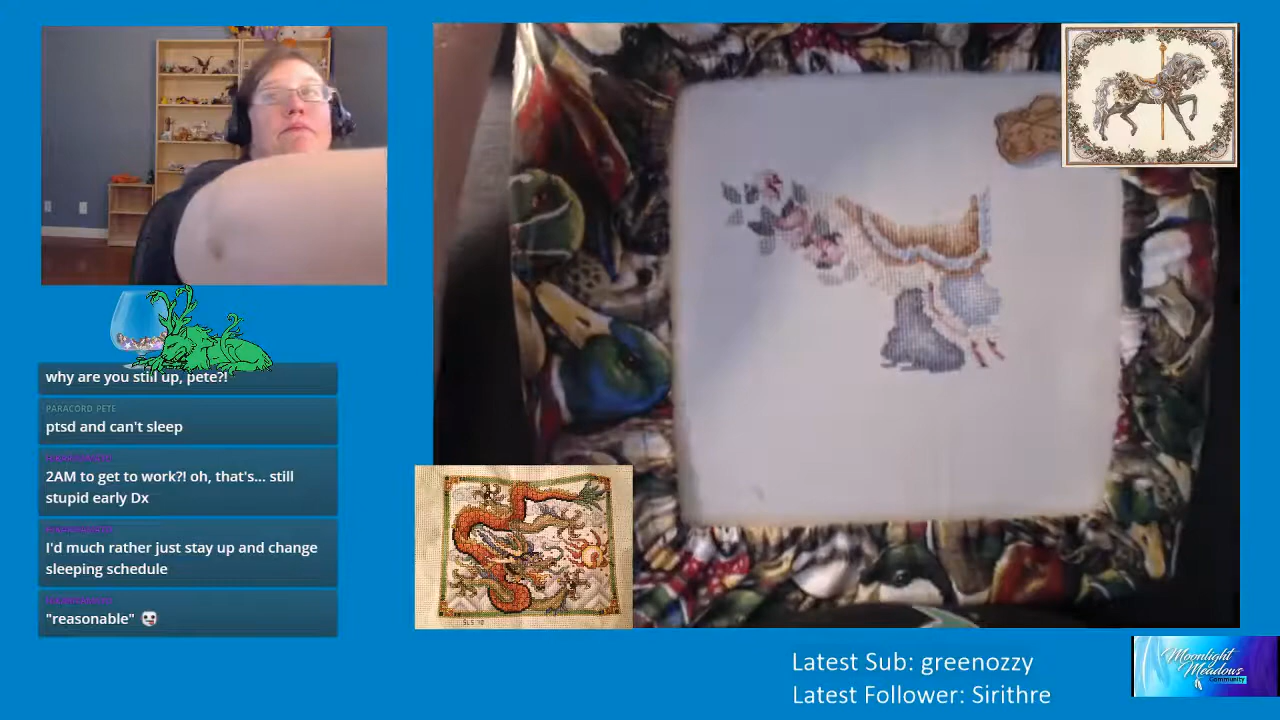 why are you still up, pete?!
PARACORD PETE
ptsd and can't sleep
2AM to get to work?! oh, that's... still
stupid early Dx
I'd much rather just stay up and change
sleeping schedule
"reasonable"
Latest Sub: greenozzy
Latest Follower: Sirithre
Moonlight
Meadows
Community